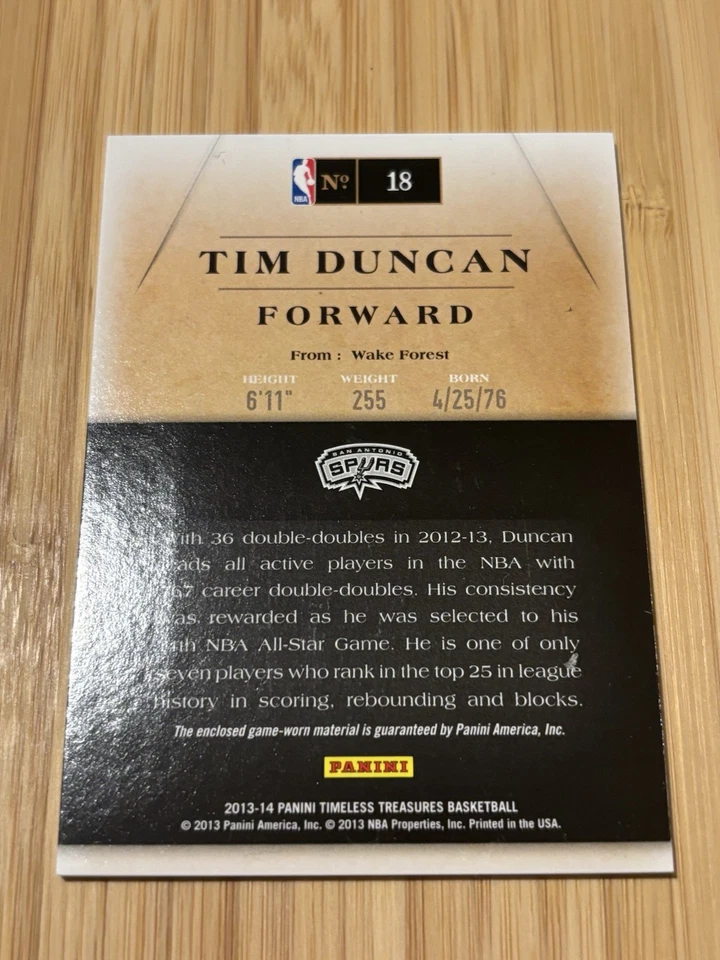 NBA Nº. 18
TIM DUNCAN
FORWARD
From : Wake Forest
HEIGHT WEIGHT BORN
6'11" 255 4/25/76
SAN ANTONIO
SPURS
With 36 double-doubles in 2012-13, Duncan
leads all active players in the NBA with
career double-doubles. His consistency
was rewarded as he was selected to his
NBA All-Star Game. He is one of only
seven players who rank in the top 25 in league
history in scoring, rebounding and blocks.
The enclosed game-worn material is guaranteed by Panini America, Inc.
PANINI
2013-14 PANINI TIMELESS TREASURES BASKETBALL
© 2013 Panini America, Inc. © 2013 NBA Properties, Inc. Printed in the USA.